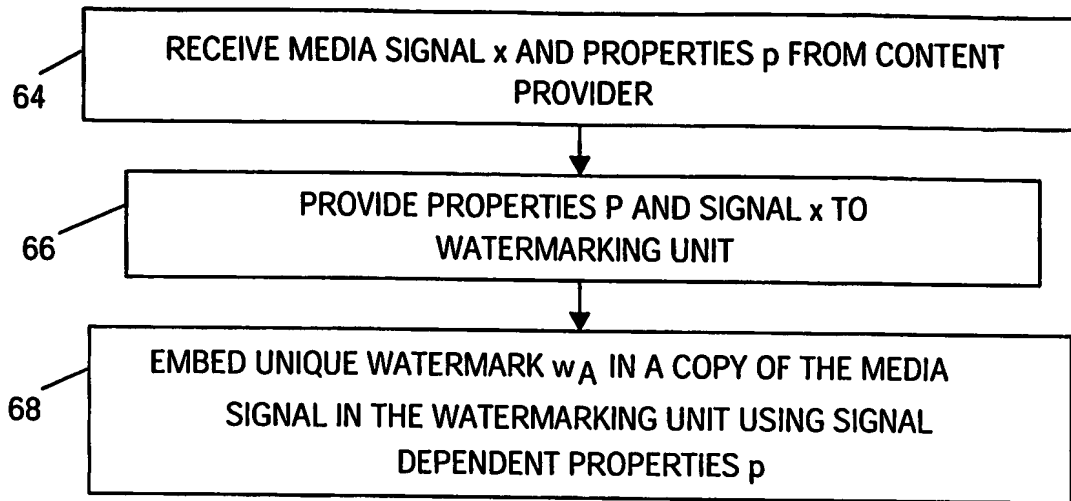 RECEIVE MEDIA SIGNAL x AND PROPERTIES p FROM CONTENT
PROVIDER
64
PROVIDE PROPERTIES P AND SIGNAL x TO
WATERMARKING UNIT
66
EMBED UNIQUE WATERMARK wA IN A COPY OF THE MEDIA
SIGNAL IN THE WATERMARKING UNIT USING SIGNAL
DEPENDENT PROPERTIES p
68